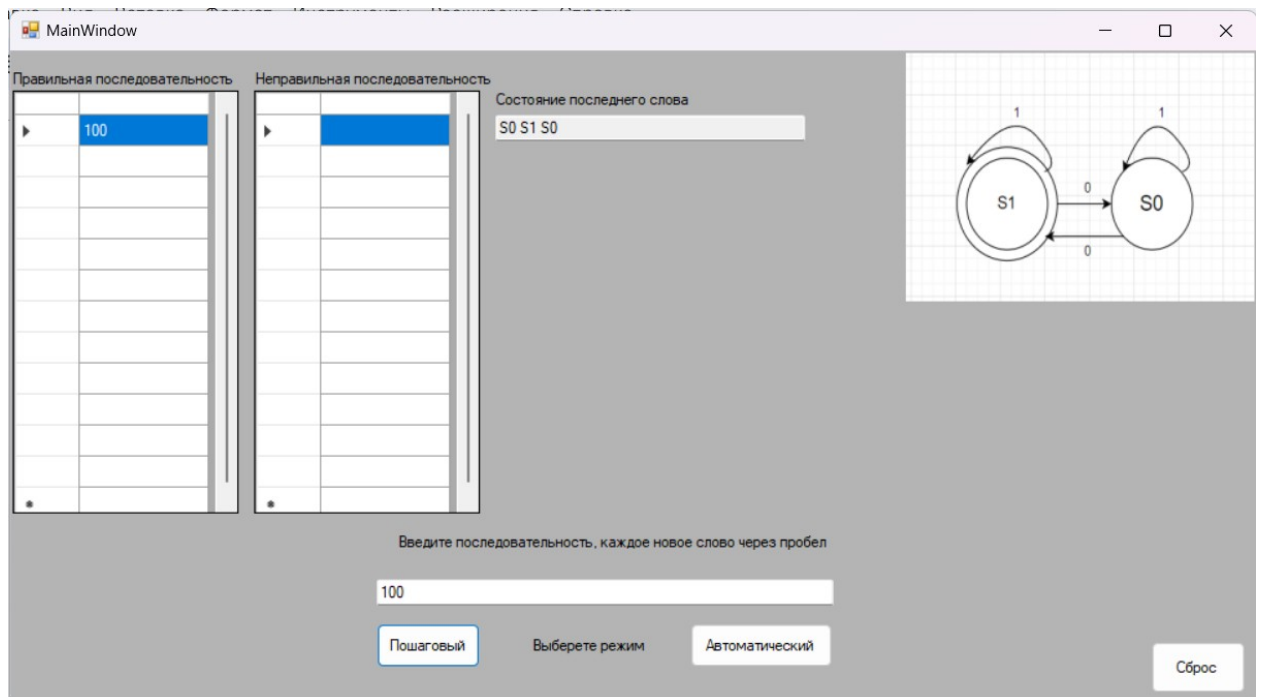 MainWindow
Правильная последовательность
Неправильная последовательность
100
Состояние последнего слова
S0 S1 S0
1
1
S1
0
S0
0
Введите последовательность, каждое новое слово через пробел
100
Пошаговый
Выберете режим
Автоматический
Сброс